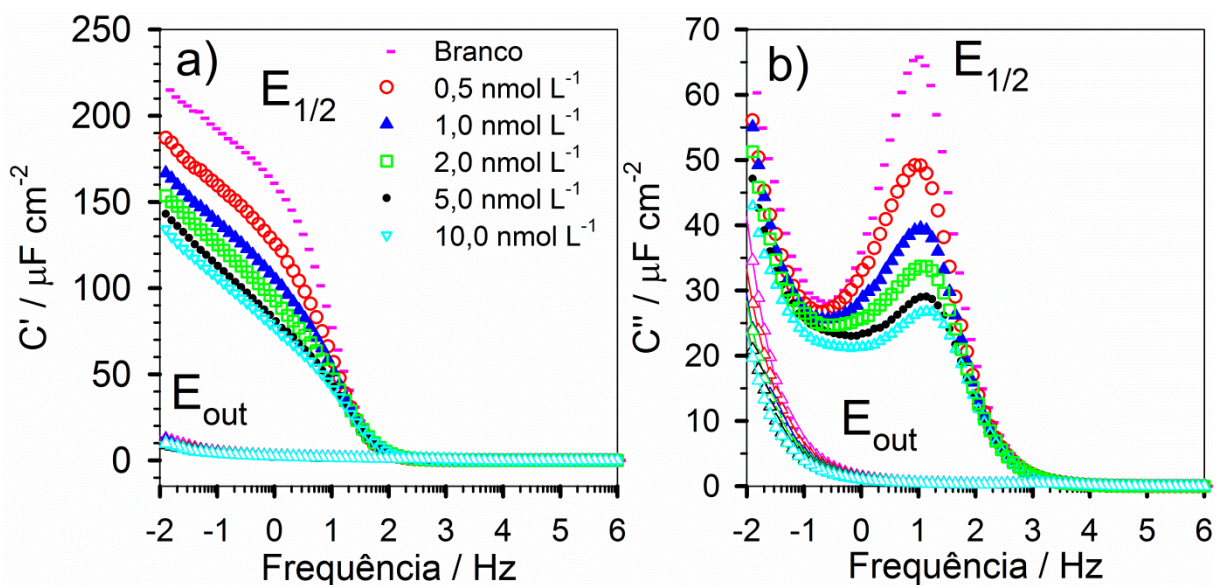 a)
E1/2
Branco
0,5 nmol L-1
1,0 nmol L-1
2,0 nmol L-1
5,0 nmol L-1
10,0 nmol L-1
Eout
C' / μF cm-2
250
200
150
100
50
0
-2 -1 0 1 2 3 4 5 6
Frequência / Hz
b)
E1/2
Eout
C'' / μF cm-2
70
60
50
40
30
20
10
0
-2 -1 0 1 2 3 4 5 6
Frequência / Hz